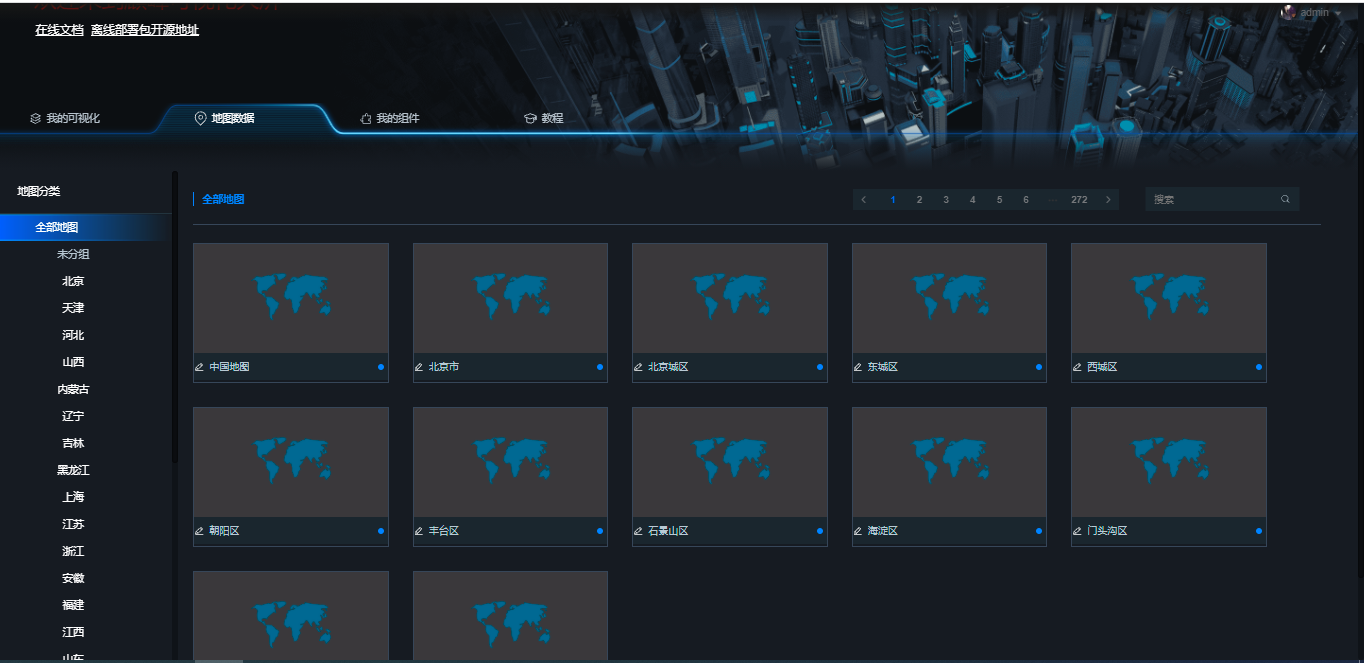 admin
在线文档 离线部署包开源地址
我的可视化 地图数据 我的组件 教程
地图分类
全部地图
未分组
北京
天津
河北
山西
内蒙古
辽宁
吉林
黑龙江
上海
江苏
浙江
安徽
福建
江西
山东
全部地图
1 2 3 4 5 6 ··· 272
搜索
中国地图 北京市 北京城区 东城区 西城区
朝阳区 丰台区 石景山区 海淀区 门头沟区